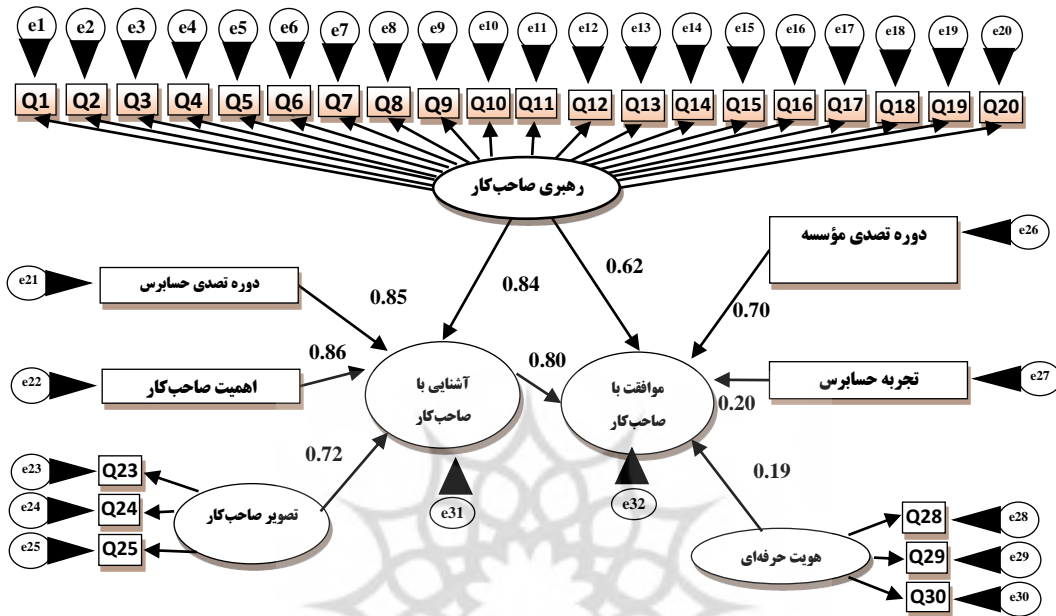 e1 e2 e3 e4 e5 e6 e7 e8 e9 e10 e11 e12 e13 e14 e15 e16 e17 e18 e19 e20
Q1 Q2 Q3 Q4 Q5 Q6 Q7 Q8 Q9 Q10 Q11 Q12 Q13 Q14 Q15 Q16 Q17 Q18 Q19 Q20
رهبری صاحب‌کار
دوره تصدی مؤسسه
e26
0.62
e21
دوره تصدی حسابرس
0.84
0.85
0.70
0.86
0.80
e22
اهمیت صاحب‌کار
آشنایی با
صاحب‌کار
موافقت با
صاحب‌کار
تجربه حسابرس
e27
0.20
0.72
0.19
e23
Q23
e24
Q24
e25
Q25
تصویر صاحب‌کار
e31
e32
هویت حرفه‌ای
Q28
e28
Q29
e29
Q30
e30